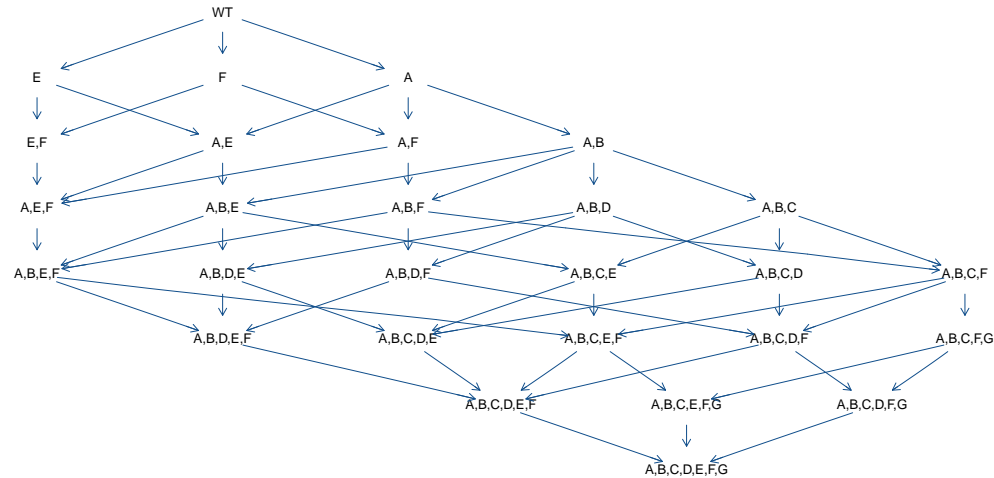 WT
E F A
E,F A,E A,F A,B
A,E,F A,B,E A,B,F A,B,D A,B,C
A,B,E,F A,B,D,E A,B,D,F A,B,C,E A,B,C,D A,B,C,F
A,B,D,E,F A,B,C,D,E A,B,C,E,F A,B,C,D,F A,B,C,F,G
A,B,C,D,E,F A,B,C,E,F,G A,B,C,D,F,G
A,B,C,D,E,F,G